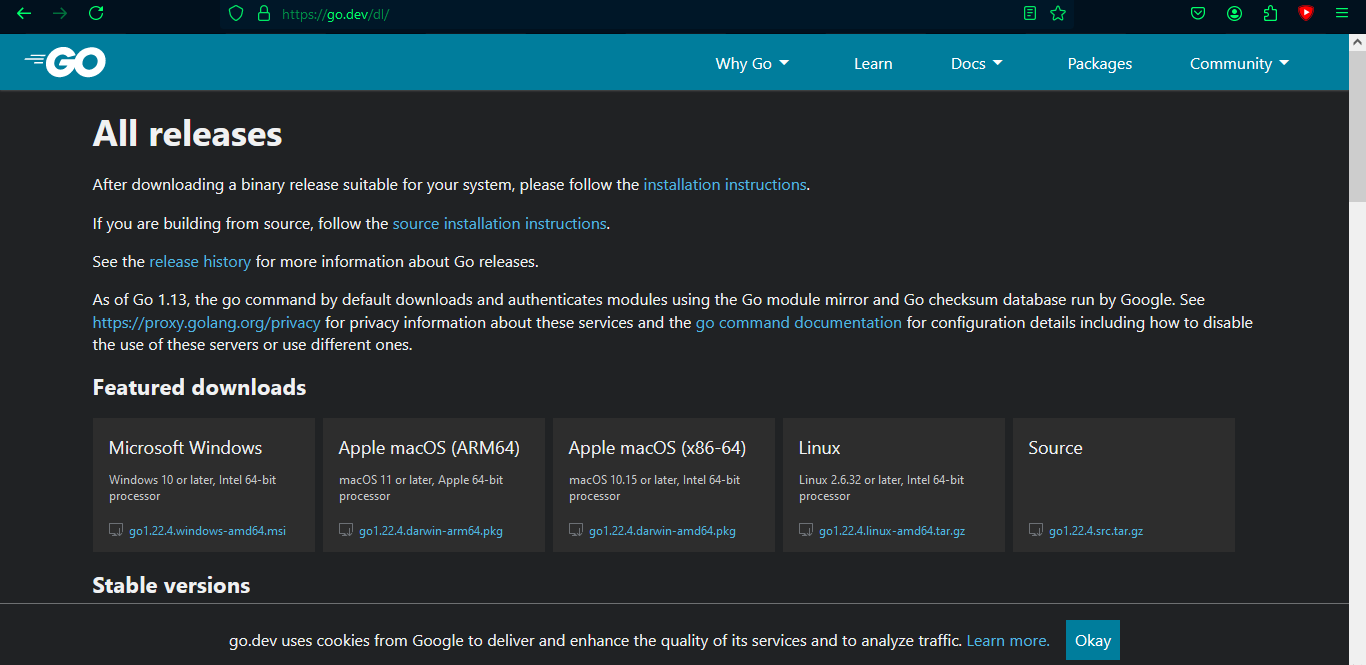 https://go.dev/dl/
GO
Why Go
Learn
Docs
Packages
Community
All releases
After downloading a binary release suitable for your system, please follow the installation instructions.
If you are building from source, follow the source installation instructions.
See the release history for more information about Go releases.
As of Go 1.13, the go command by default downloads and authenticates modules using the Go module mirror and Go checksum database run by Google. See
https://proxy.golang.org/privacy for privacy information about these services and the go command documentation for configuration details including how to disable
the use of these servers or use different ones.
Featured downloads
Microsoft Windows
Windows 10 or later, Intel 64-bit
processor
go1.22.4.windows-amd64.msi
Apple macOS (ARM64)
macOS 11 or later, Apple 64-bit
processor
go1.22.4.darwin-arm64.pkg
Apple macOS (x86-64)
macOS 10.15 or later, Intel 64-bit
processor
go1.22.4.darwin-amd64.pkg
Linux
Linux 2.6.32 or later, Intel 64-bit
processor
go1.22.4.linux-amd64.tar.gz
Source
go1.22.4.src.tar.gz
Stable versions
go.dev uses cookies from Google to deliver and enhance the quality of its services and to analyze traffic. Learn more.
Okay